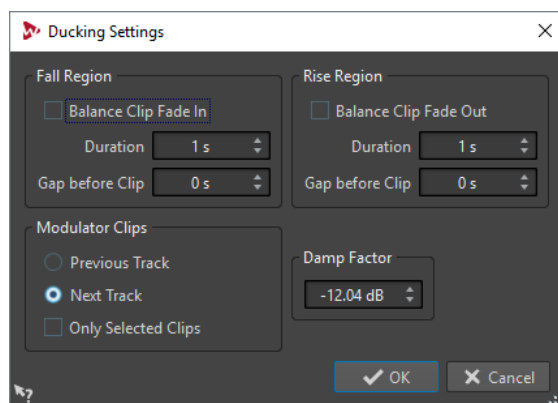 Ducking Settings
Fall Region
Balance Clip Fade In
Duration 1 s
Gap before Clip 0 s
Rise Region
Balance Clip Fade Out
Duration 1 s
Gap before Clip 0 s
Modulator Clips
Previous Track
Next Track
Only Selected Clips
Damp Factor
-12.04 dB
OK
Cancel
?